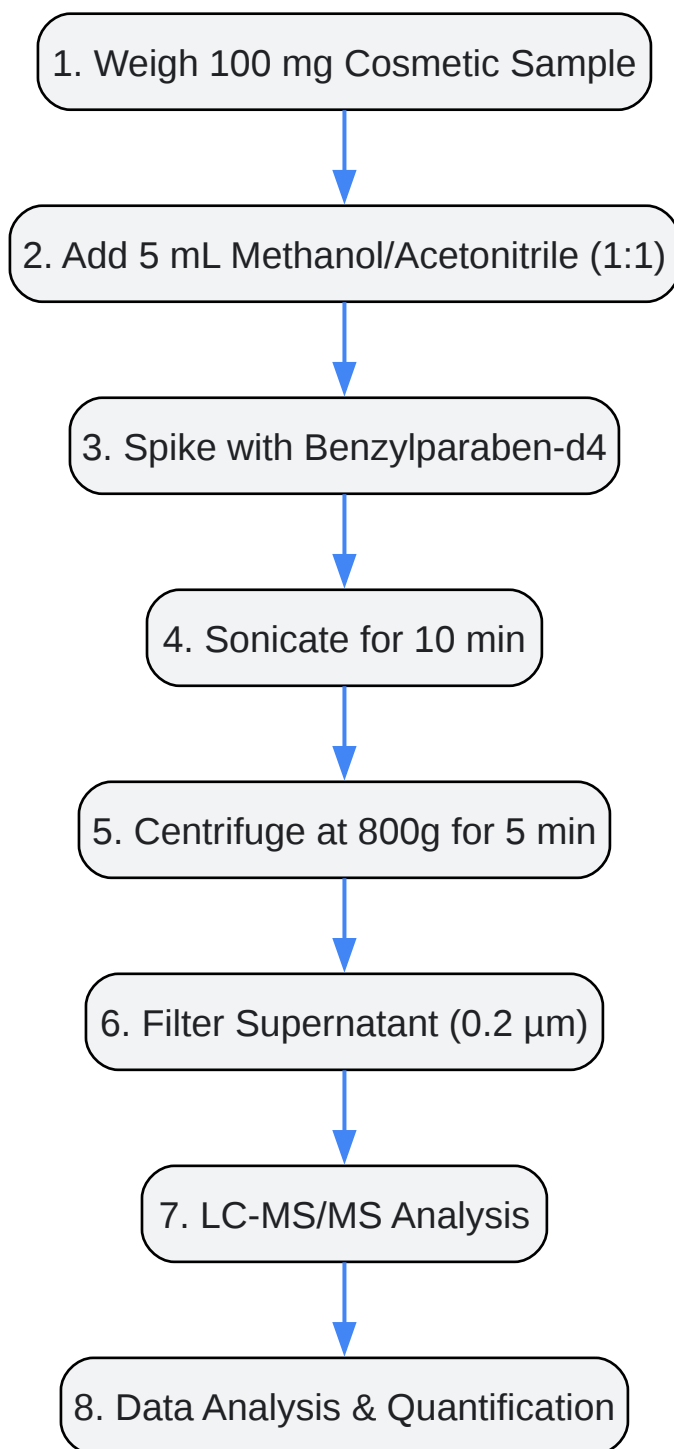 1. Weigh 100 mg Cosmetic Sample
2. Add 5 mL Methanol/Acetonitrile (1:1)
3. Spike with Benzylparaben-d4
4. Sonicate for 10 min
5. Centrifuge at 800g for 5 min
6. Filter Supernatant (0.2 µm)
7. LC-MS/MS Analysis
8. Data Analysis & Quantification